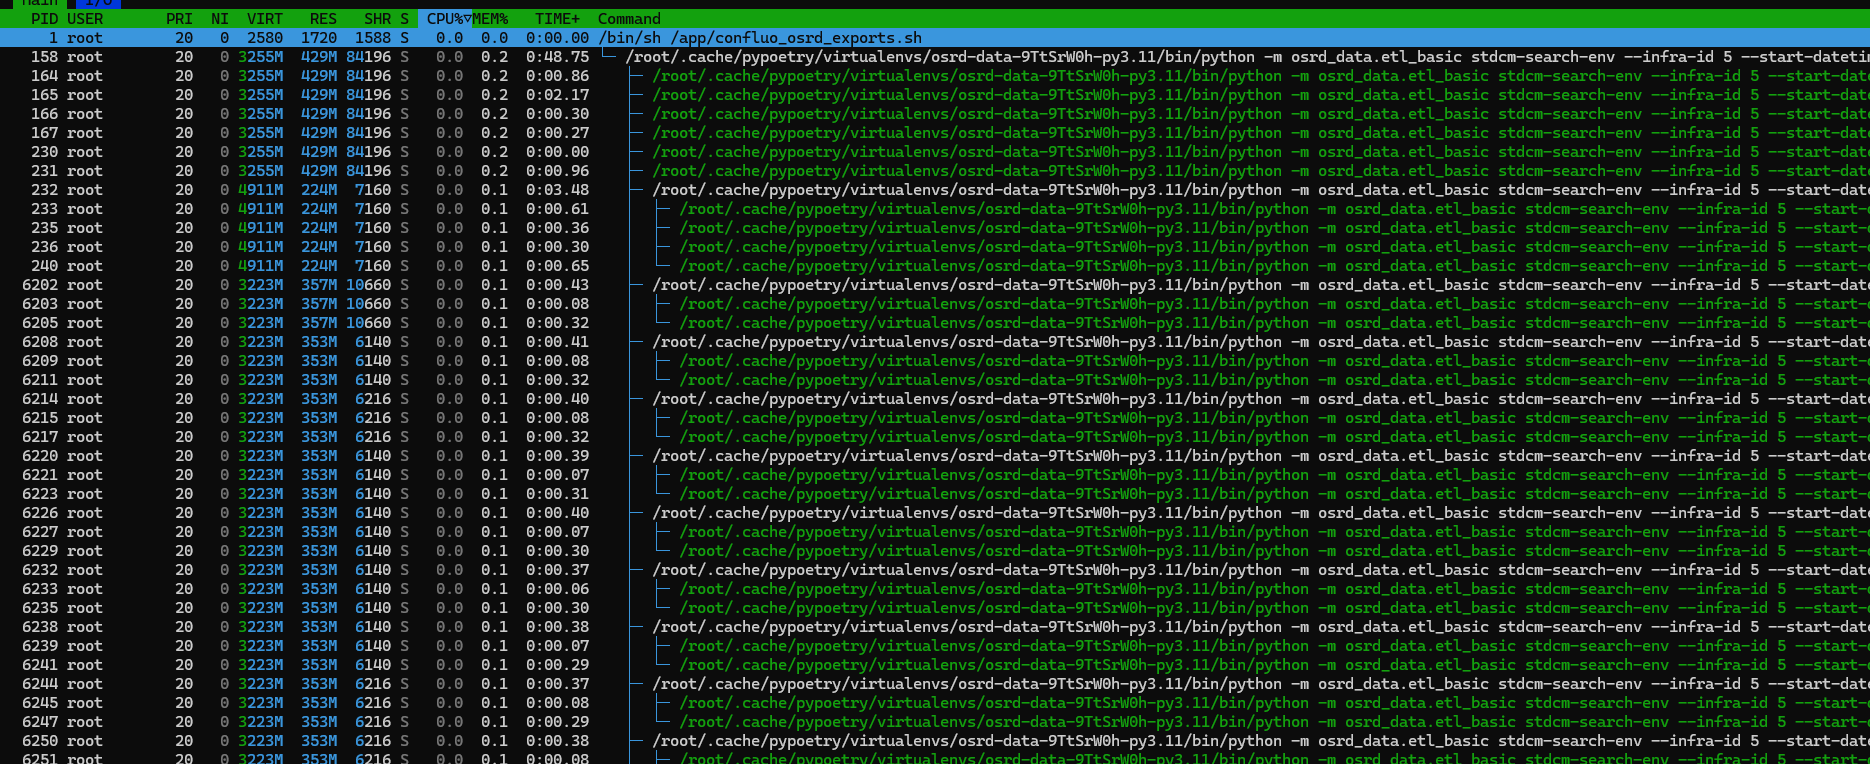 Main I/O
PID USER PRI NI VIRT RES SHR S CPU%▽MEM% TIME+ Command
1 root 20 0 2580 1720 1588 S 0.0 0.0 0:00.00 /bin/sh /app/confluo_osrd_exports.sh
158 root 20 0 3255M 429M 84196 S 0.0 0.2 0:48.75 └─ /root/.cache/pypoetry/virtualenvs/osrd-data-9TtSrW0h-py3.11/bin/python -m osrd_data.etl_basic stdcm-search-env --infra-id 5 --start-datetim
164 root 20 0 3255M 429M 84196 S 0.0 0.2 0:00.86 ├─ /root/.cache/pypoetry/virtualenvs/osrd-data-9TtSrW0h-py3.11/bin/python -m osrd_data.etl_basic stdcm-search-env --infra-id 5 --start-date
165 root 20 0 3255M 429M 84196 S 0.0 0.2 0:02.17 ├─ /root/.cache/pypoetry/virtualenvs/osrd-data-9TtSrW0h-py3.11/bin/python -m osrd_data.etl_basic stdcm-search-env --infra-id 5 --start-date
166 root 20 0 3255M 429M 84196 S 0.0 0.2 0:00.30 ├─ /root/.cache/pypoetry/virtualenvs/osrd-data-9TtSrW0h-py3.11/bin/python -m osrd_data.etl_basic stdcm-search-env --infra-id 5 --start-date
167 root 20 0 3255M 429M 84196 S 0.0 0.2 0:00.27 ├─ /root/.cache/pypoetry/virtualenvs/osrd-data-9TtSrW0h-py3.11/bin/python -m osrd_data.etl_basic stdcm-search-env --infra-id 5 --start-date
230 root 20 0 3255M 429M 84196 S 0.0 0.2 0:00.00 ├─ /root/.cache/pypoetry/virtualenvs/osrd-data-9TtSrW0h-py3.11/bin/python -m osrd_data.etl_basic stdcm-search-env --infra-id 5 --start-date
231 root 20 0 3255M 429M 84196 S 0.0 0.2 0:00.96 ├─ /root/.cache/pypoetry/virtualenvs/osrd-data-9TtSrW0h-py3.11/bin/python -m osrd_data.etl_basic stdcm-search-env --infra-id 5 --start-date
232 root 20 0 4911M 224M 7160 S 0.0 0.1 0:03.48 ├─ /root/.cache/pypoetry/virtualenvs/osrd-data-9TtSrW0h-py3.11/bin/python -m osrd_data.etl_basic stdcm-search-env --infra-id 5 --start-date
233 root 20 0 4911M 224M 7160 S 0.0 0.1 0:00.61 │ ├─ /root/.cache/pypoetry/virtualenvs/osrd-data-9TtSrW0h-py3.11/bin/python -m osrd_data.etl_basic stdcm-search-env --infra-id 5 --start-d
235 root 20 0 4911M 224M 7160 S 0.0 0.1 0:00.36 │ ├─ /root/.cache/pypoetry/virtualenvs/osrd-data-9TtSrW0h-py3.11/bin/python -m osrd_data.etl_basic stdcm-search-env --infra-id 5 --start-d
236 root 20 0 4911M 224M 7160 S 0.0 0.1 0:00.30 │ ├─ /root/.cache/pypoetry/virtualenvs/osrd-data-9TtSrW0h-py3.11/bin/python -m osrd_data.etl_basic stdcm-search-env --infra-id 5 --start-d
240 root 20 0 4911M 224M 7160 S 0.0 0.1 0:00.65 │ └─ /root/.cache/pypoetry/virtualenvs/osrd-data-9TtSrW0h-py3.11/bin/python -m osrd_data.etl_basic stdcm-search-env --infra-id 5 --start-d
6202 root 20 0 3223M 357M 10660 S 0.0 0.1 0:00.43 ├─ /root/.cache/pypoetry/virtualenvs/osrd-data-9TtSrW0h-py3.11/bin/python -m osrd_data.etl_basic stdcm-search-env --infra-id 5 --start-date
6203 root 20 0 3223M 357M 10660 S 0.0 0.1 0:00.08 │ ├─ /root/.cache/pypoetry/virtualenvs/osrd-data-9TtSrW0h-py3.11/bin/python -m osrd_data.etl_basic stdcm-search-env --infra-id 5 --start-d
6205 root 20 0 3223M 357M 10660 S 0.0 0.1 0:00.32 │ └─ /root/.cache/pypoetry/virtualenvs/osrd-data-9TtSrW0h-py3.11/bin/python -m osrd_data.etl_basic stdcm-search-env --infra-id 5 --start-d
6208 root 20 0 3223M 353M 6140 S 0.0 0.1 0:00.41 ├─ /root/.cache/pypoetry/virtualenvs/osrd-data-9TtSrW0h-py3.11/bin/python -m osrd_data.etl_basic stdcm-search-env --infra-id 5 --start-date
6209 root 20 0 3223M 353M 6140 S 0.0 0.1 0:00.08 │ ├─ /root/.cache/pypoetry/virtualenvs/osrd-data-9TtSrW0h-py3.11/bin/python -m osrd_data.etl_basic stdcm-search-env --infra-id 5 --start-d
6211 root 20 0 3223M 353M 6140 S 0.0 0.1 0:00.32 │ └─ /root/.cache/pypoetry/virtualenvs/osrd-data-9TtSrW0h-py3.11/bin/python -m osrd_data.etl_basic stdcm-search-env --infra-id 5 --start-d
6214 root 20 0 3223M 353M 6216 S 0.0 0.1 0:00.40 ├─ /root/.cache/pypoetry/virtualenvs/osrd-data-9TtSrW0h-py3.11/bin/python -m osrd_data.etl_basic stdcm-search-env --infra-id 5 --start-date
6215 root 20 0 3223M 353M 6216 S 0.0 0.1 0:00.08 │ ├─ /root/.cache/pypoetry/virtualenvs/osrd-data-9TtSrW0h-py3.11/bin/python -m osrd_data.etl_basic stdcm-search-env --infra-id 5 --start-d
6217 root 20 0 3223M 353M 6216 S 0.0 0.1 0:00.32 │ └─ /root/.cache/pypoetry/virtualenvs/osrd-data-9TtSrW0h-py3.11/bin/python -m osrd_data.etl_basic stdcm-search-env --infra-id 5 --start-d
6220 root 20 0 3223M 353M 6140 S 0.0 0.1 0:00.39 ├─ /root/.cache/pypoetry/virtualenvs/osrd-data-9TtSrW0h-py3.11/bin/python -m osrd_data.etl_basic stdcm-search-env --infra-id 5 --start-date
6221 root 20 0 3223M 353M 6140 S 0.0 0.1 0:00.07 │ ├─ /root/.cache/pypoetry/virtualenvs/osrd-data-9TtSrW0h-py3.11/bin/python -m osrd_data.etl_basic stdcm-search-env --infra-id 5 --start-d
6223 root 20 0 3223M 353M 6140 S 0.0 0.1 0:00.31 │ └─ /root/.cache/pypoetry/virtualenvs/osrd-data-9TtSrW0h-py3.11/bin/python -m osrd_data.etl_basic stdcm-search-env --infra-id 5 --start-d
6226 root 20 0 3223M 353M 6140 S 0.0 0.1 0:00.40 ├─ /root/.cache/pypoetry/virtualenvs/osrd-data-9TtSrW0h-py3.11/bin/python -m osrd_data.etl_basic stdcm-search-env --infra-id 5 --start-date
6227 root 20 0 3223M 353M 6140 S 0.0 0.1 0:00.07 │ ├─ /root/.cache/pypoetry/virtualenvs/osrd-data-9TtSrW0h-py3.11/bin/python -m osrd_data.etl_basic stdcm-search-env --infra-id 5 --start-d
6229 root 20 0 3223M 353M 6140 S 0.0 0.1 0:00.30 │ └─ /root/.cache/pypoetry/virtualenvs/osrd-data-9TtSrW0h-py3.11/bin/python -m osrd_data.etl_basic stdcm-search-env --infra-id 5 --start-d
6232 root 20 0 3223M 353M 6140 S 0.0 0.1 0:00.37 ├─ /root/.cache/pypoetry/virtualenvs/osrd-data-9TtSrW0h-py3.11/bin/python -m osrd_data.etl_basic stdcm-search-env --infra-id 5 --start-date
6233 root 20 0 3223M 353M 6140 S 0.0 0.1 0:00.06 │ ├─ /root/.cache/pypoetry/virtualenvs/osrd-data-9TtSrW0h-py3.11/bin/python -m osrd_data.etl_basic stdcm-search-env --infra-id 5 --start-d
6235 root 20 0 3223M 353M 6140 S 0.0 0.1 0:00.30 │ └─ /root/.cache/pypoetry/virtualenvs/osrd-data-9TtSrW0h-py3.11/bin/python -m osrd_data.etl_basic stdcm-search-env --infra-id 5 --start-d
6238 root 20 0 3223M 353M 6140 S 0.0 0.1 0:00.38 ├─ /root/.cache/pypoetry/virtualenvs/osrd-data-9TtSrW0h-py3.11/bin/python -m osrd_data.etl_basic stdcm-search-env --infra-id 5 --start-date
6239 root 20 0 3223M 353M 6140 S 0.0 0.1 0:00.07 │ ├─ /root/.cache/pypoetry/virtualenvs/osrd-data-9TtSrW0h-py3.11/bin/python -m osrd_data.etl_basic stdcm-search-env --infra-id 5 --start-d
6241 root 20 0 3223M 353M 6140 S 0.0 0.1 0:00.29 │ └─ /root/.cache/pypoetry/virtualenvs/osrd-data-9TtSrW0h-py3.11/bin/python -m osrd_data.etl_basic stdcm-search-env --infra-id 5 --start-d
6244 root 20 0 3223M 353M 6216 S 0.0 0.1 0:00.37 ├─ /root/.cache/pypoetry/virtualenvs/osrd-data-9TtSrW0h-py3.11/bin/python -m osrd_data.etl_basic stdcm-search-env --infra-id 5 --start-date
6245 root 20 0 3223M 353M 6216 S 0.0 0.1 0:00.08 │ ├─ /root/.cache/pypoetry/virtualenvs/osrd-data-9TtSrW0h-py3.11/bin/python -m osrd_data.etl_basic stdcm-search-env --infra-id 5 --start-d
6247 root 20 0 3223M 353M 6216 S 0.0 0.1 0:00.29 │ └─ /root/.cache/pypoetry/virtualenvs/osrd-data-9TtSrW0h-py3.11/bin/python -m osrd_data.etl_basic stdcm-search-env --infra-id 5 --start-d
6250 root 20 0 3223M 353M 6216 S 0.0 0.1 0:00.38 ├─ /root/.cache/pypoetry/virtualenvs/osrd-data-9TtSrW0h-py3.11/bin/python -m osrd_data.etl_basic stdcm-search-env --infra-id 5 --start-date
6251 root 20 0 3223M 353M 6216 S 0.0 0.1 0:00.08 │ ├─ /root/.cache/pypoetry/virtualenvs/osrd-data-9TtSrW0h-py3.11/bin/python -m osrd_data.etl_basic stdcm-search-env --infra-id 5 --start-d